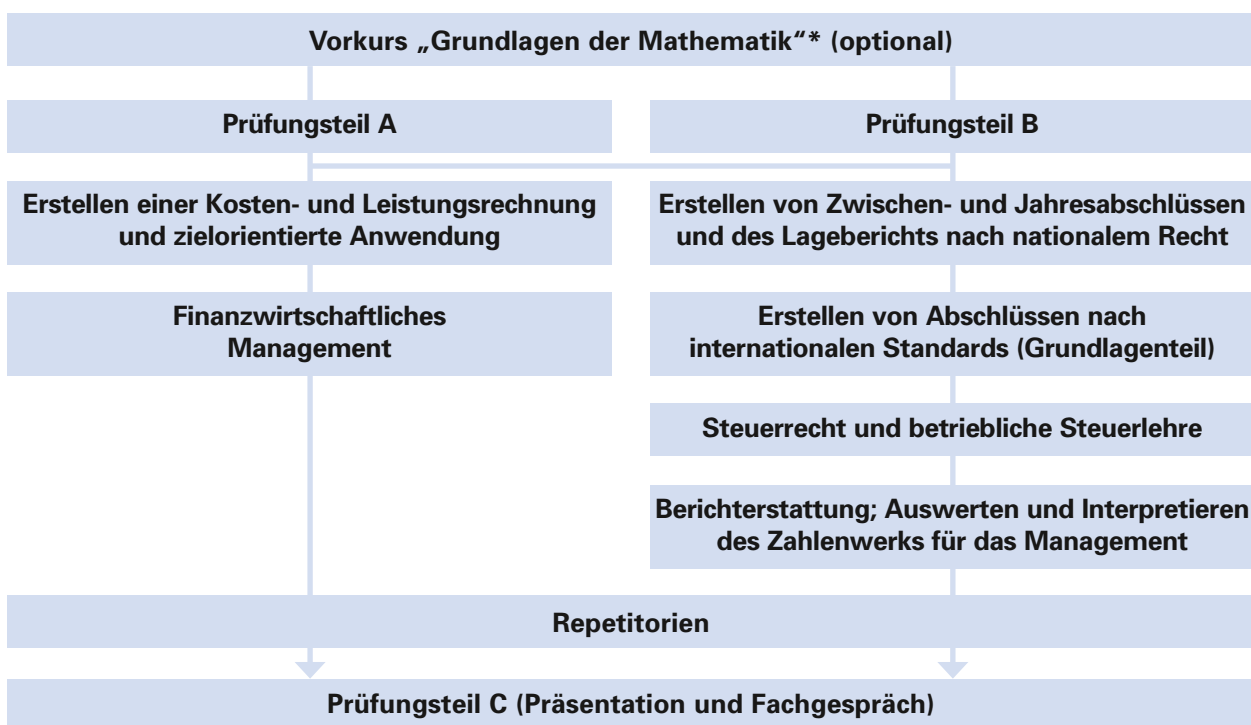 Vorkurs „Grundlagen der Mathematik“* (optional)
Prüfungsteil A
Prüfungsteil B
Erstellen einer Kosten- und Leistungsrechnung
und zielorientierte Anwendung
Erstellen von Zwischen- und Jahresabschlüssen
und des Lageberichts nach nationalem Recht
Finanzwirtschaftliches
Management
Erstellen von Abschlüssen nach
internationalen Standards (Grundlagenteil)
Steuerrecht und betriebliche Steuerlehre
Berichterstattung; Auswerten und Interpretieren
des Zahlenwerks für das Management
Repetitorien
Prüfungsteil C (Präsentation und Fachgespräch)